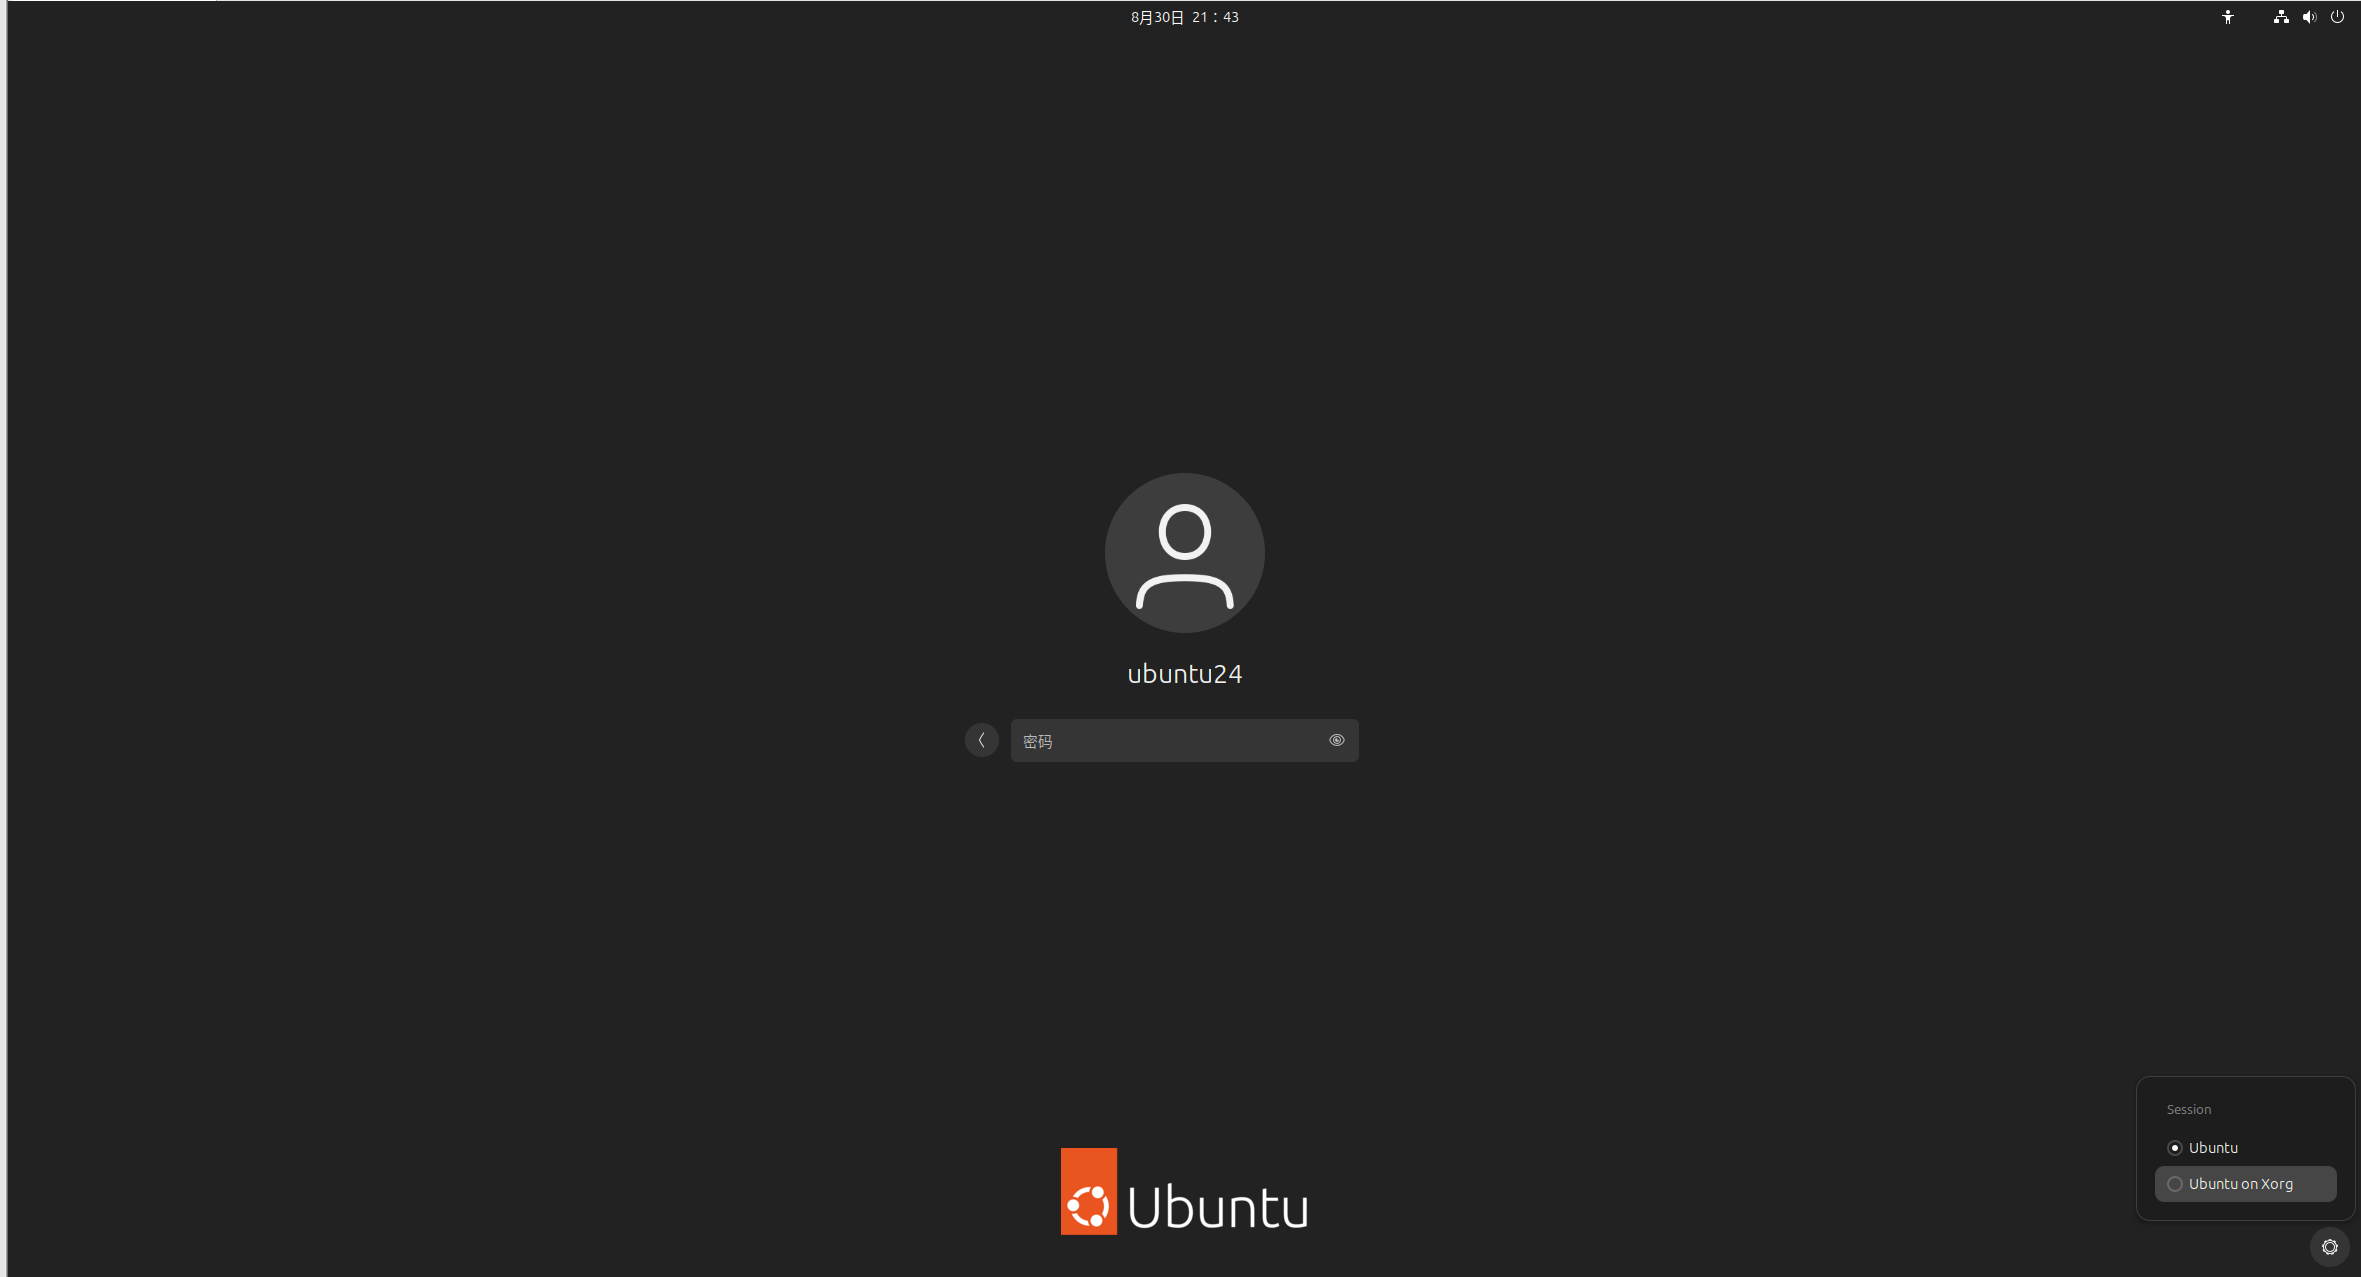 8月30日 21：43
ubuntu24
密码
Session
Ubuntu
Ubuntu on Xorg
Ubuntu